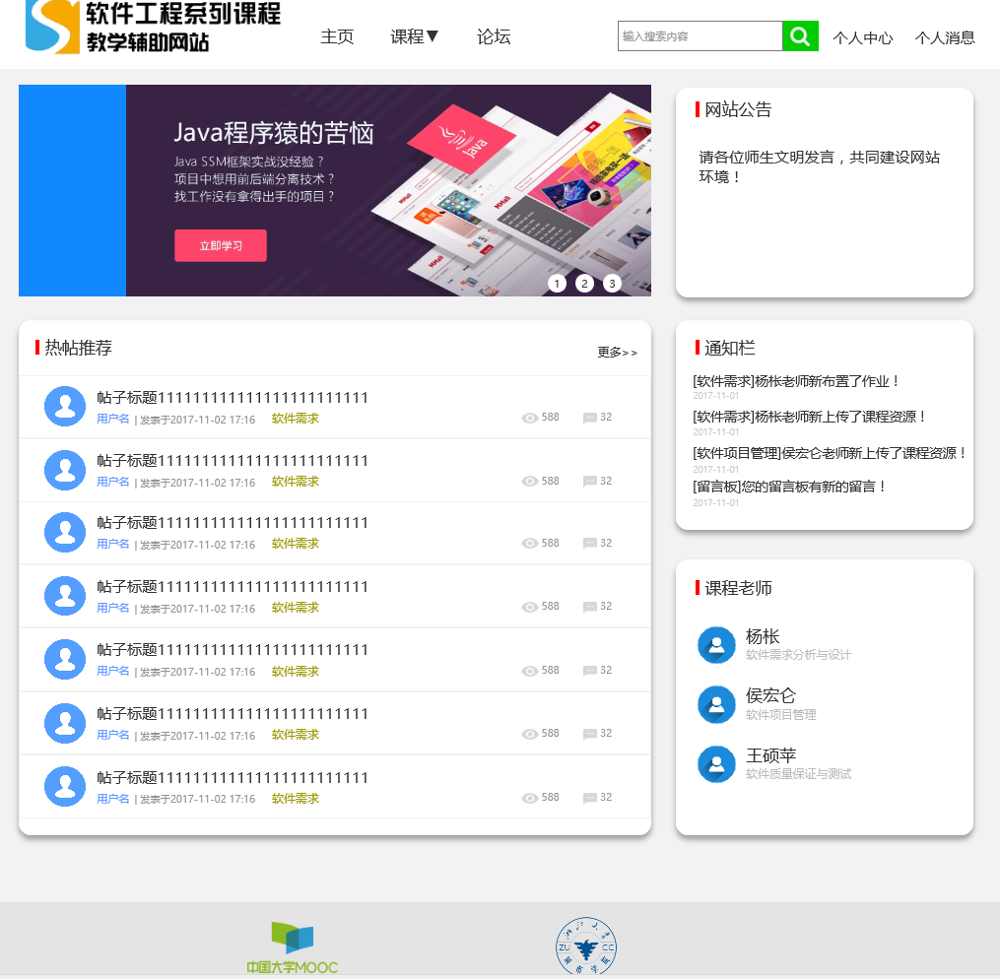 软件工程系列课程
教学辅助网站
主页
课程▼
论坛
输入搜索内容
个人中心
个人消息
Java程序猿的苦恼
Java SSM框架实战没经验？
项目中想用前后端分离技术？
找工作没有拿得出手的项目？
立即学习
Java
1 2 3
网站公告
请各位师生文明发言，共同建设网站
环境！
热帖推荐
更多>>
帖子标题111111111111111111111111
用户名 | 发表于2017-11-02 17:16 软件需求 588 32
帖子标题111111111111111111111111
用户名 | 发表于2017-11-02 17:16 软件需求 588 32
帖子标题111111111111111111111111
用户名 | 发表于2017-11-02 17:16 软件需求 588 32
帖子标题111111111111111111111111
用户名 | 发表于2017-11-02 17:16 软件需求 588 32
帖子标题111111111111111111111111
用户名 | 发表于2017-11-02 17:16 软件需求 588 32
帖子标题111111111111111111111111
用户名 | 发表于2017-11-02 17:16 软件需求 588 32
帖子标题111111111111111111111111
用户名 | 发表于2017-11-02 17:16 软件需求 588 32
通知栏
[软件需求]杨枨老师新布置了作业！
2017-11-01
[软件需求]杨枨老师新上传了课程资源！
2017-11-01
[软件项目管理]侯宏仑老师新上传了课程资源！
2017-11-01
[留言板]您的留言板有新的留言！
2017-11-01
课程老师
杨枨
软件需求分析与设计
侯宏仑
软件项目管理
王硕苹
软件质量保证与测试
中国大学MOOC
ZU CC